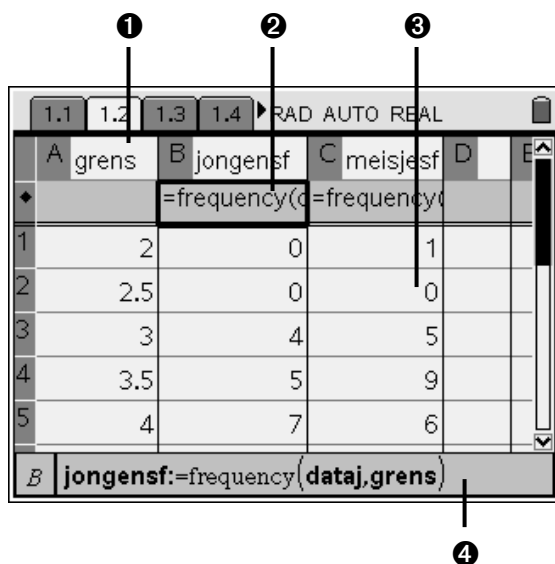 ❶ ❷ ❸
1.1 1.2 1.3 1.4 RAD AUTO REAL
A grens B jongensf C meisjesf D E
◆ =frequency(d =frequency(
1 2 0 1
2 2.5 0 0
3 3 4 5
4 3.5 5 9
5 4 7 6
B jongensf:=frequency(dataj,grens)
❹